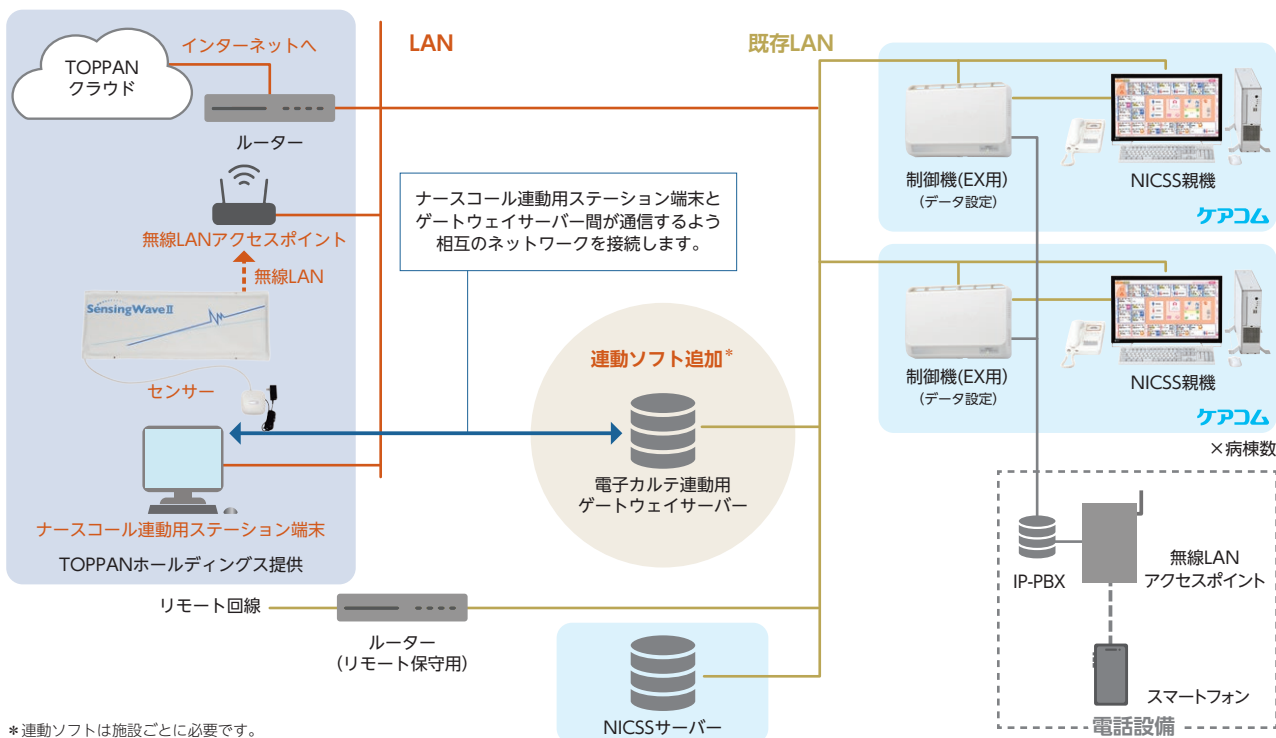 TOPPAN
クラウド
インターネットへ
ルーター
無線LANアクセスポイント
無線LAN
SensingWave II
センサー
ナースコール連動用ステーション端末
TOPPANホールディングス提供
LAN
既存LAN
ナースコール連動用ステーション端末と
ゲートウェイサーバー間が通信するよう
相互のネットワークを接続します。
連動ソフト追加*
電子カルテ連動用
ゲートウェイサーバー
制御機(EX用)
(データ設定)
NICSS親機
ケアコム
制御機(EX用)
(データ設定)
NICSS親機
ケアコム
×病棟数
IP-PBX
無線LAN
アクセスポイント
スマートフォン
電話設備
リモート回線
ルーター
(リモート保守用)
NICSSサーバー
*連動ソフトは施設ごとに必要です。